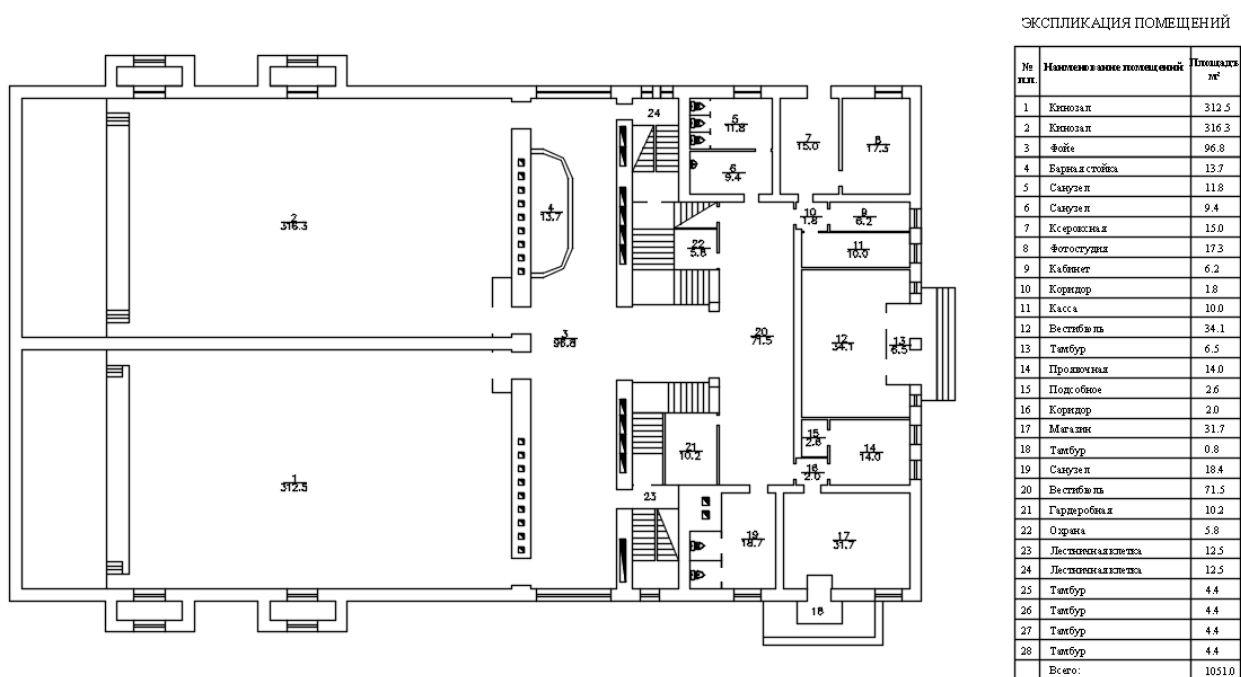 ЭКСПЛИКАЦИЯ ПОМЕЩЕНИЙ
№ п.п. Наименование помещений Площадь м²
1 Кинозал 312.5
2 Кинозал 316.3
3 Фойе 96.8
4 Барная стойка 13.7
5 Санузел 11.8
6 Санузел 9.4
7 Ксероксная 15.0
8 Фотостудия 17.3
9 Кабинет 6.2
10 Коридор 1.8
11 Касса 10.0
12 Вестибюль 34.1
13 Тамбур 6.5
14 Проявочная 14.0
15 Подсобное 2.6
16 Коридор 2.0
17 Магазин 31.7
18 Тамбур 0.8
19 Санузел 18.4
20 Вестибюль 71.5
21 Гардеробная 10.2
22 Охрана 5.8
23 Лестничная клетка 12.5
24 Лестничная клетка 12.5
25 Тамбур 4.4
26 Тамбур 4.4
27 Тамбур 4.4
28 Тамбур 4.4
Всего: 1051.0
24
5
11.8
6
9.4
7
15.0
8
17.3
4
13.7
2
316.3
10
1.8
9
6.2
22
5.8
11
10.0
3
96.8
20
71.5
12
34.1
13
6.5
15
2.6
14
14.0
21
10.2
16
2.0
1
312.5
23
19
18.7
17
31.7
18